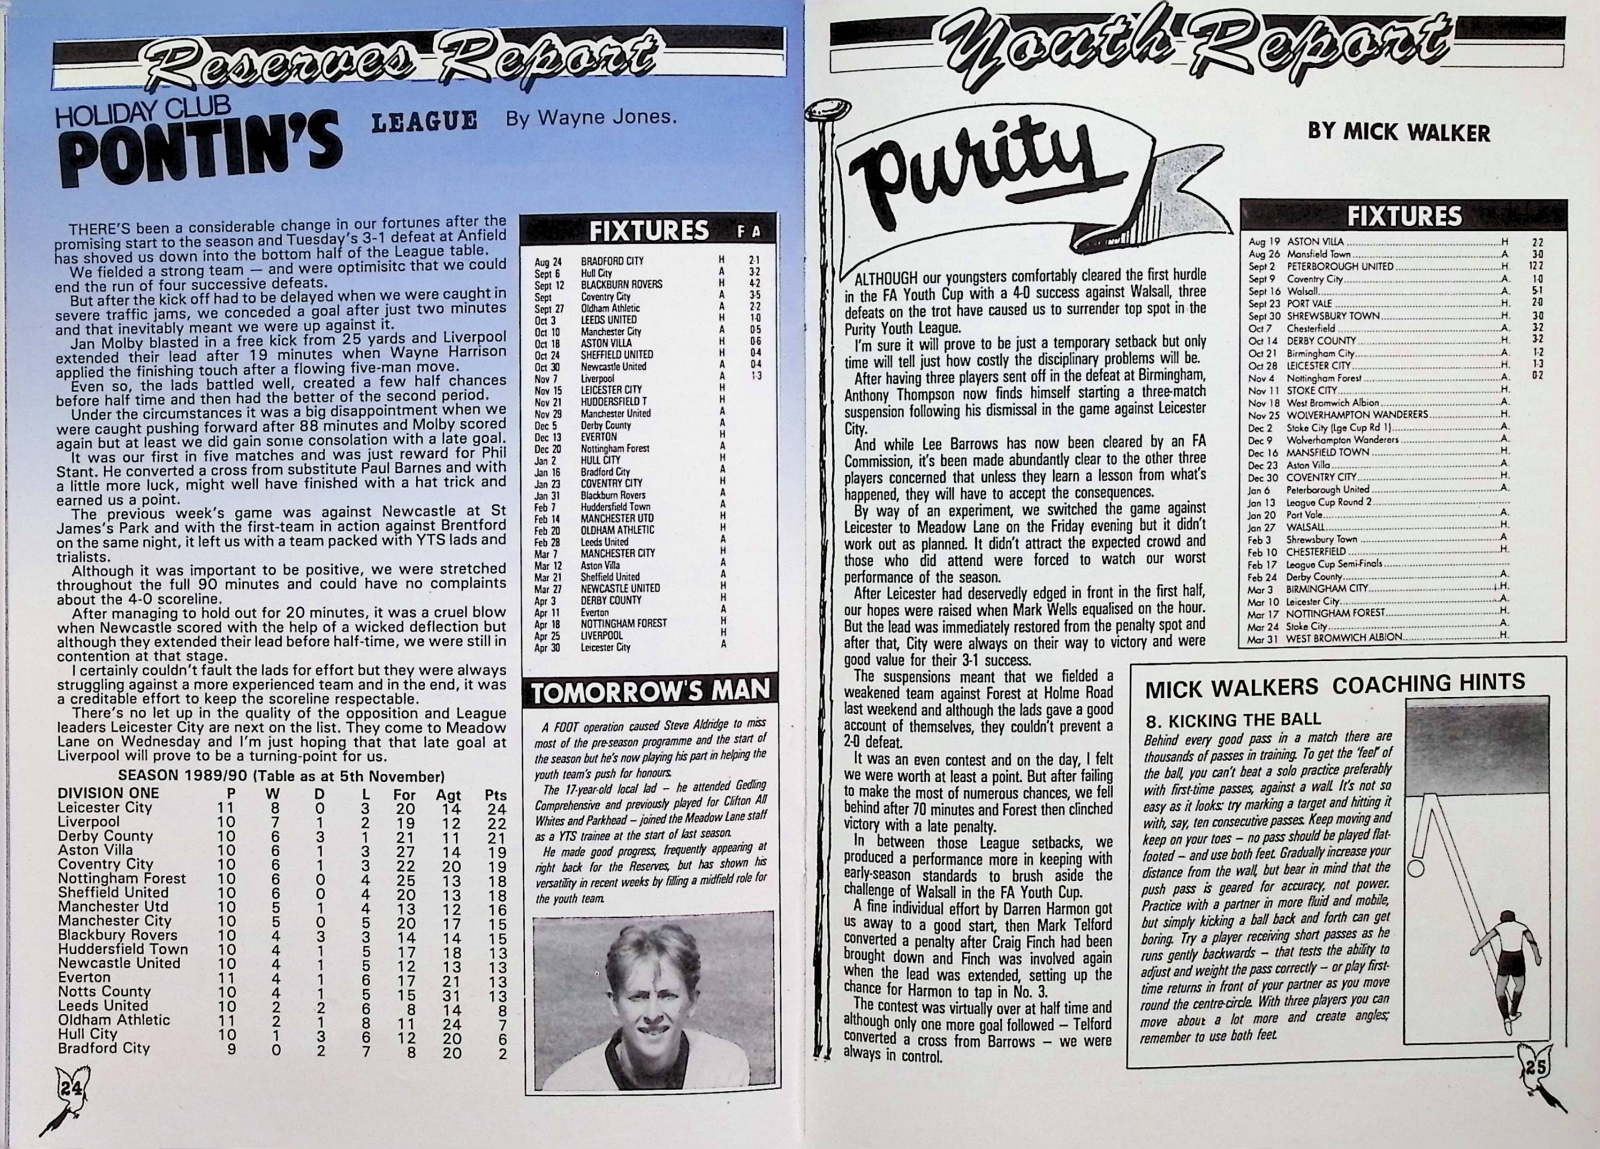 Reserves Report
HOLIDAY CLUB
PONTIN'S LEAGUE By Wayne Jones.
THERE'S been a considerable change in our fortunes after the
promising start to the season and Tuesday's 3-1 defeat at Anfield
has shoved us down into the bottom half of the League table.
We fielded a strong team — and were optimisitc that we could
end the run of four successive defeats.
But after the kick off had to be delayed when we were caught in
severe traffic jams, we conceded a goal after just two minutes
and that inevitably meant we were up against it.
Jan Molby blasted in a free kick from 25 yards and Liverpool
extended their lead after 19 minutes when Wayne Harrison
applied the finishing touch after a flowing five-man move.
Even so, the lads battled well, created a few half chances
before half time and then had the better of the second period.
Under the circumstances it was a big disappointment when we
were caught pushing forward after 88 minutes and Molby scored
again but at least we did gain some consolation with a late goal.
It was our first in five matches and was just reward for Phil
Stant. He converted a cross from substitute Paul Barnes and with
a little more luck, might well have finished with a hat trick and
earned us a point.
The previous week's game was against Newcastle at St
James's Park and with the first-team in action against Brentford
on the same night, it left us with a team packed with YTS lads and
trialists.
Although it was important to be positive, we were stretched
throughout the full 90 minutes and could have no complaints
about the 4-0 scoreline.
After managing to hold out for 20 minutes, it was a cruel blow
when Newcastle scored with the help of a wicked deflection but
although they extended their lead before half-time, we were still in
contention at that stage.
I certainly couldn't fault the lads for effort but they were always
struggling against a more experienced team and in the end, it was
a creditable effort to keep the scoreline respectable.
There's no let up in the quality of the opposition and League
leaders Leicester City are next on the list. They come to Meadow
Lane on Wednesday and I'm just hoping that that late goal at
Liverpool will prove to be a turning-point for us.
SEASON 1989/90 (Table as at 5th November)
DIVISION ONE P W D L For Agt Pts
Leicester City 11 8 0 3 20 14 24
Liverpool 10 7 1 2 19 12 22
Derby County 10 6 3 1 21 11 21
Aston Villa 10 6 1 3 27 14 19
Coventry City 10 6 1 3 22 20 19
Nottingham Forest 10 6 0 4 25 13 18
Sheffield United 10 6 0 4 20 13 18
Manchester Utd 10 5 1 4 13 12 16
Manchester City 10 5 0 5 20 17 15
Blackbury Rovers 10 4 3 3 14 14 15
Huddersfield Town 10 4 1 5 17 18 13
Newcastle United 10 4 1 5 12 13 13
Everton 11 4 1 6 17 21 13
Notts County 10 4 1 5 15 31 13
Leeds United 10 2 2 6 8 14 8
Oldham Athletic 11 2 1 8 11 24 7
Hull City 10 1 3 6 12 20 6
Bradford City 9 0 2 7 8 20 2
24
FIXTURES F A
Aug 24 BRADFORD CITY H 2-1
Sept 6 Hull City A 3-2
Sept 12 BLACKBURN ROVERS H 4-2
Sept Coventry City A 3-5
Sept 27 Oldham Athletic A 2-2
Oct 3 LEEDS UNITED H 1-0
Oct 10 Manchester City A 0-5
Oct 18 ASTON VILLA H 0-6
Oct 24 SHEFFIELD UNITED H 0-4
Oct 30 Newcastle United A 0-4
Nov 7 Liverpool A 1-3
Nov 15 LEICESTER CITY H
Nov 21 HUDDERSFIELD T H
Nov 29 Manchester United A
Dec 5 Derby County A
Dec 13 EVERTON H
Dec 20 Nottingham Forest A
Jan 2 HULL CITY H
Jan 16 Bradford City A
Jan 23 COVENTRY CITY H
Jan 31 Blackburn Rovers A
Feb 7 Huddersfield Town A
Feb 14 MANCHESTER UTD H
Feb 20 OLDHAM ATHLETIC H
Feb 28 Leeds United A
Mar 7 MANCHESTER CITY H
Mar 12 Aston Villa A
Mar 21 Sheffield United A
Mar 27 NEWCASTLE UNITED H
Apr 3 DERBY COUNTY H
Apr 11 Everton A
Apr 18 NOTTINGHAM FOREST H
Apr 25 LIVERPOOL H
Apr 30 Leicester City A
TOMORROW'S MAN
A FOOT operation caused Steve Aldridge to miss
most of the pre-season programme and the start of
the season but he's now playing his part in helping the
youth team's push for honours.
The 17-year-old local lad – he attended Gedling
Comprehensive and previously played for Clifton All
Whites and Parkhead – joined the Meadow Lane staff
as a YTS trainee at the start of last season.
He made good progress, frequently appearing at
right back for the Reserves, but has shown his
versatility in recent weeks by filling a midfield role for
the youth team.
Youth Report
Purity
BY MICK WALKER
ALTHOUGH our youngsters comfortably cleared the first hurdle
in the FA Youth Cup with a 4-0 success against Walsall, three
defeats on the trot have caused us to surrender top spot in the
Purity Youth League.
I'm sure it will prove to be just a temporary setback but only
time will tell just how costly the disciplinary problems will be.
After having three players sent off in the defeat at Birmingham,
Anthony Thompson now finds himself starting a three-match
suspension following his dismissal in the game against Leicester
City.
And while Lee Barrows has now been cleared by an FA
Commission, it's been made abundantly clear to the other three
players concerned that unless they learn a lesson from what's
happened, they will have to accept the consequences.
By way of an experiment, we switched the game against
Leicester to Meadow Lane on the Friday evening but it didn't
work out as planned. It didn't attract the expected crowd and
those who did attend were forced to watch our worst
performance of the season.
After Leicester had deservedly edged in front in the first half,
our hopes were raised when Mark Wells equalised on the hour.
But the lead was immediately restored from the penalty spot and
after that, City were always on their way to victory and were
good value for their 3-1 success.
The suspensions meant that we fielded a
weakened team against Forest at Holme Road
last weekend and although the lads gave a good
account of themselves, they couldn't prevent a
2-0 defeat.
It was an even contest and on the day, I felt
we were worth at least a point. But after failing
to make the most of numerous chances, we fell
behind after 70 minutes and Forest then clinched
victory with a late penalty.
In between those League setbacks, we
produced a performance more in keeping with
early-season standards to brush aside the
challenge of Walsall in the FA Youth Cup.
A fine individual effort by Darren Harmon got
us away to a good start, then Mark Telford
converted a penalty after Craig Finch had been
brought down and Finch was involved again
when the lead was extended, setting up the
chance for Harmon to tap in No. 3.
The contest was virtually over at half time and
although only one more goal followed – Telford
converted a cross from Barrows – we were
always in control.
FIXTURES
Aug 19 ASTON VILLA H 2-2
Aug 26 Mansfield Town A. 3-0
Sept 2 PETERBOROUGH UNITED H 12-2
Sept 9 Coventry City A. 1-0
Sept 16 Walsall A. 5-1
Sept 23 PORT VALE H. 2-0
Sept 30 SHREWSBURY TOWN H. 3-0
Oct 7 Chesterfield A. 3-2
Oct 14 DERBY COUNTY H. 3-2
Oct 21 Birmingham City A. 1-2
Oct 28 LEICESTER CITY H. 1-3
Nov 4 Nottingham Forest A. 0-2
Nov 11 STOKE CITY H.
Nov 18 West Bromwich Albion A.
Nov 25 WOLVERHAMPTON WANDERERS H.
Dec 2 Stoke City (Lge Cup Rd 1) A.
Dec 9 Wolverhampton Wanderers A.
Dec 16 MANSFIELD TOWN H.
Dec 23 Aston Villa A.
Dec 30 COVENTRY CITY H.
Jan 6 Peterborough United A.
Jan 13 League Cup Round 2
Jan 20 Port Vale A.
Jan 27 WALSALL H.
Feb 3 Shrewsbury Town A
Feb 10 CHESTERFIELD H.
Feb 17 League Cup Semi-Finals
Feb 24 Derby County A.
Mar 3 BIRMINGHAM CITY H.
Mar 10 Leicester City A.
Mar 17 NOTTINGHAM FOREST H.
Mar 24 Stoke City A.
Mar 31 WEST BROMWICH ALBION H.
MICK WALKERS COACHING HINTS
8. KICKING THE BALL
Behind every good pass in a match there are
thousands of passes in training. To get the 'feel' of
the ball, you can't beat a solo practice preferably
with first-time passes, against a wall. It's not so
easy as it looks: try marking a target and hitting it
with, say, ten consecutive passes. Keep moving and
keep on your toes – no pass should be played flat-
footed – and use both feet. Gradually increase your
distance from the wall, but bear in mind that the
push pass is geared for accuracy, not power.
Practice with a partner in more fluid and mobile,
but simply kicking a ball back and forth can get
boring. Try a player receiving short passes as he
runs gently backwards – that tests the ability to
adjust and weight the pass correctly – or play first-
time returns in front of your partner as you move
round the centre-circle. With three players you can
move about a lot more and create angles;
remember to use both feet.
25